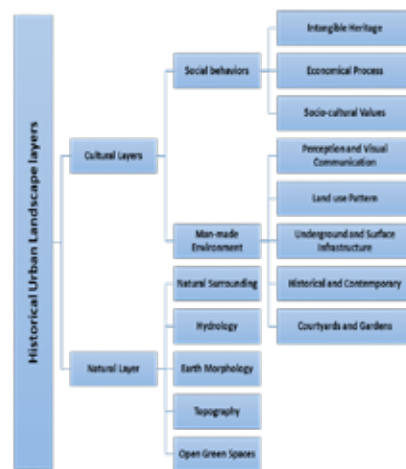 Historical Urban Landscape layers
Cultural Layers
Social behaviors
Intangible Heritage
Economical Process
Socio-cultural Values
Man-made
Environment
Perception and Visual
Communication
Land use Pattern
Underground and Surface
Infrastructure
Historical and Contemporary
Courtyards and Gardens
Natural Layer
Natural Surrounding
Hydrology
Earth Morphology
Topography
Open Green Spaces